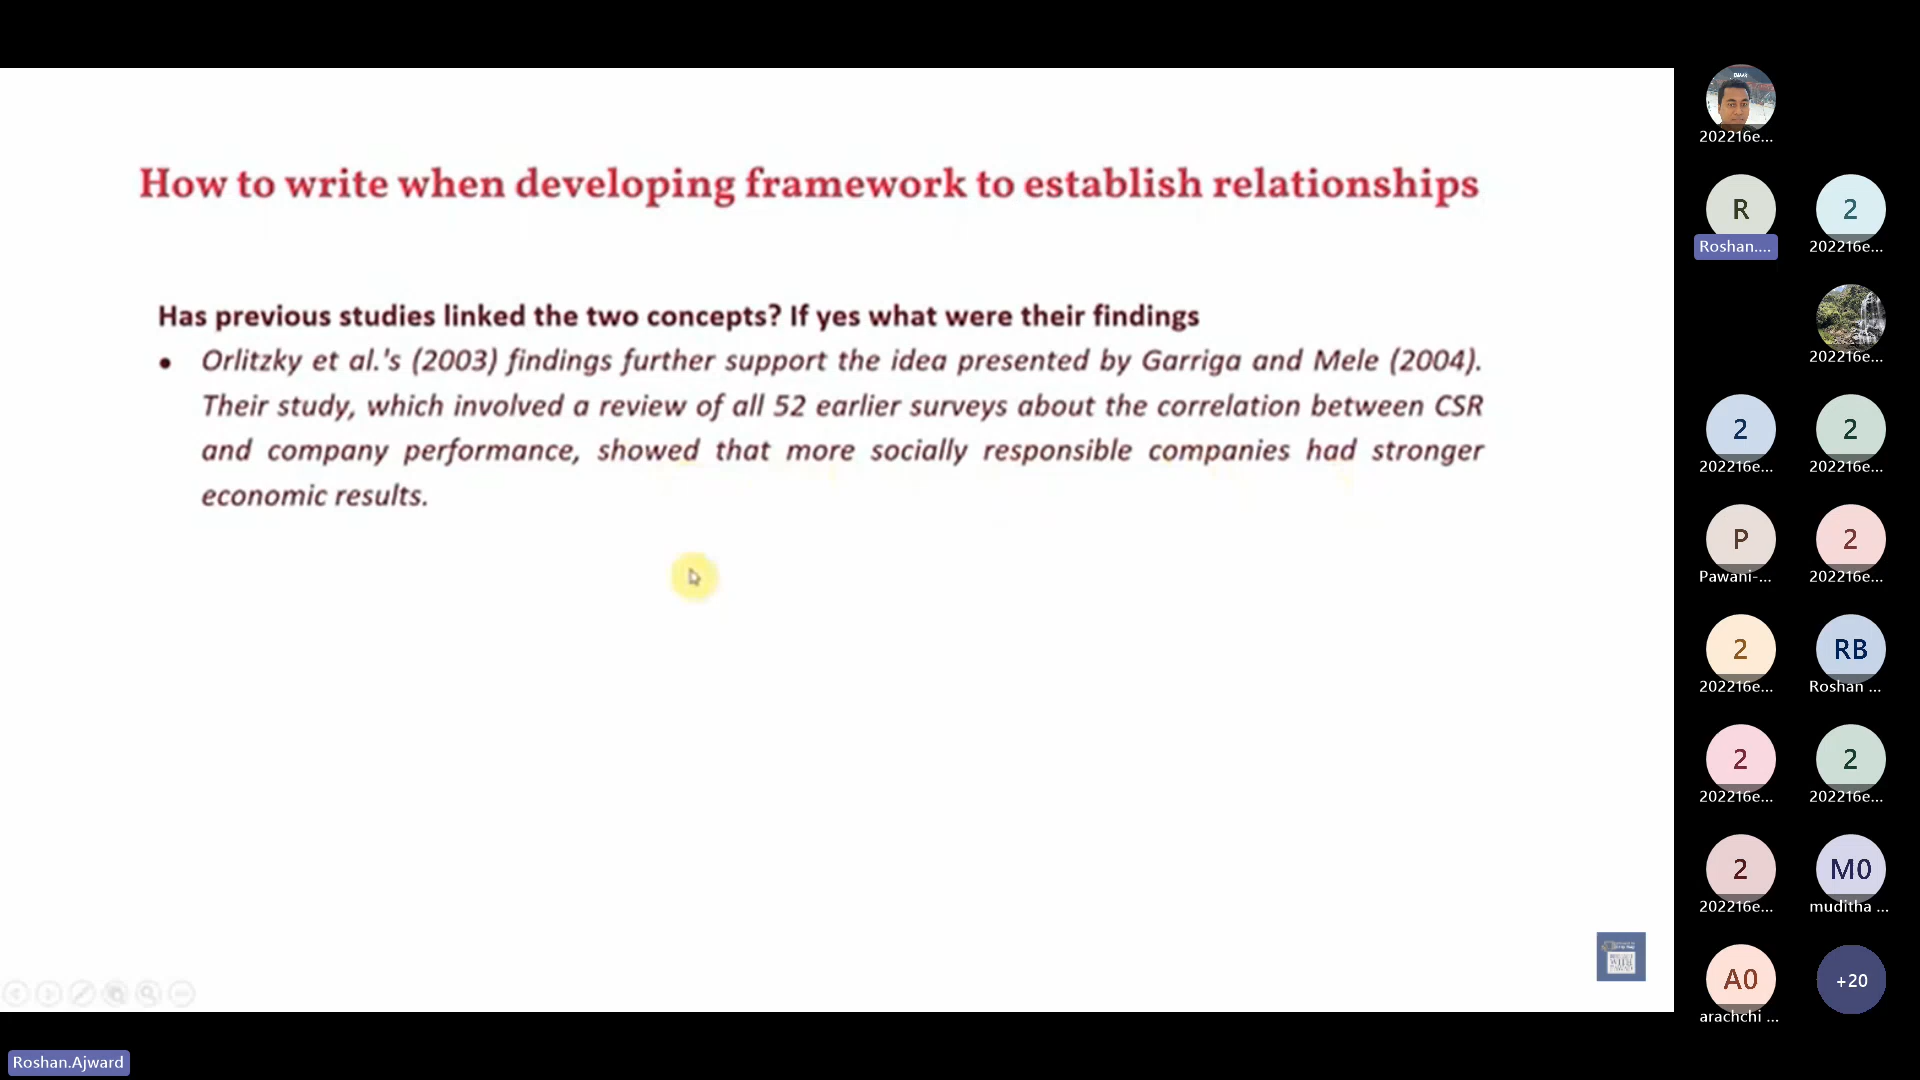 How to write when developing framework to establish relationships
Has previous studies linked the two concepts? If yes what were their findings
• Orlitzky et al.'s (2003) findings further support the idea presented by Garriga and Mele (2004).
Their study, which involved a review of all 52 earlier surveys about the correlation between CSR
and company performance, showed that more socially responsible companies had stronger
economic results.
202216e...
R
Roshan....
2
202216e...
202216e...
2
202216e...
2
202216e...
P
Pawani-...
2
202216e...
2
202216e...
RB
Roshan ...
2
202216e...
2
202216e...
2
202216e...
M0
muditha ...
A0
arachchi ...
+20
Roshan.Ajward